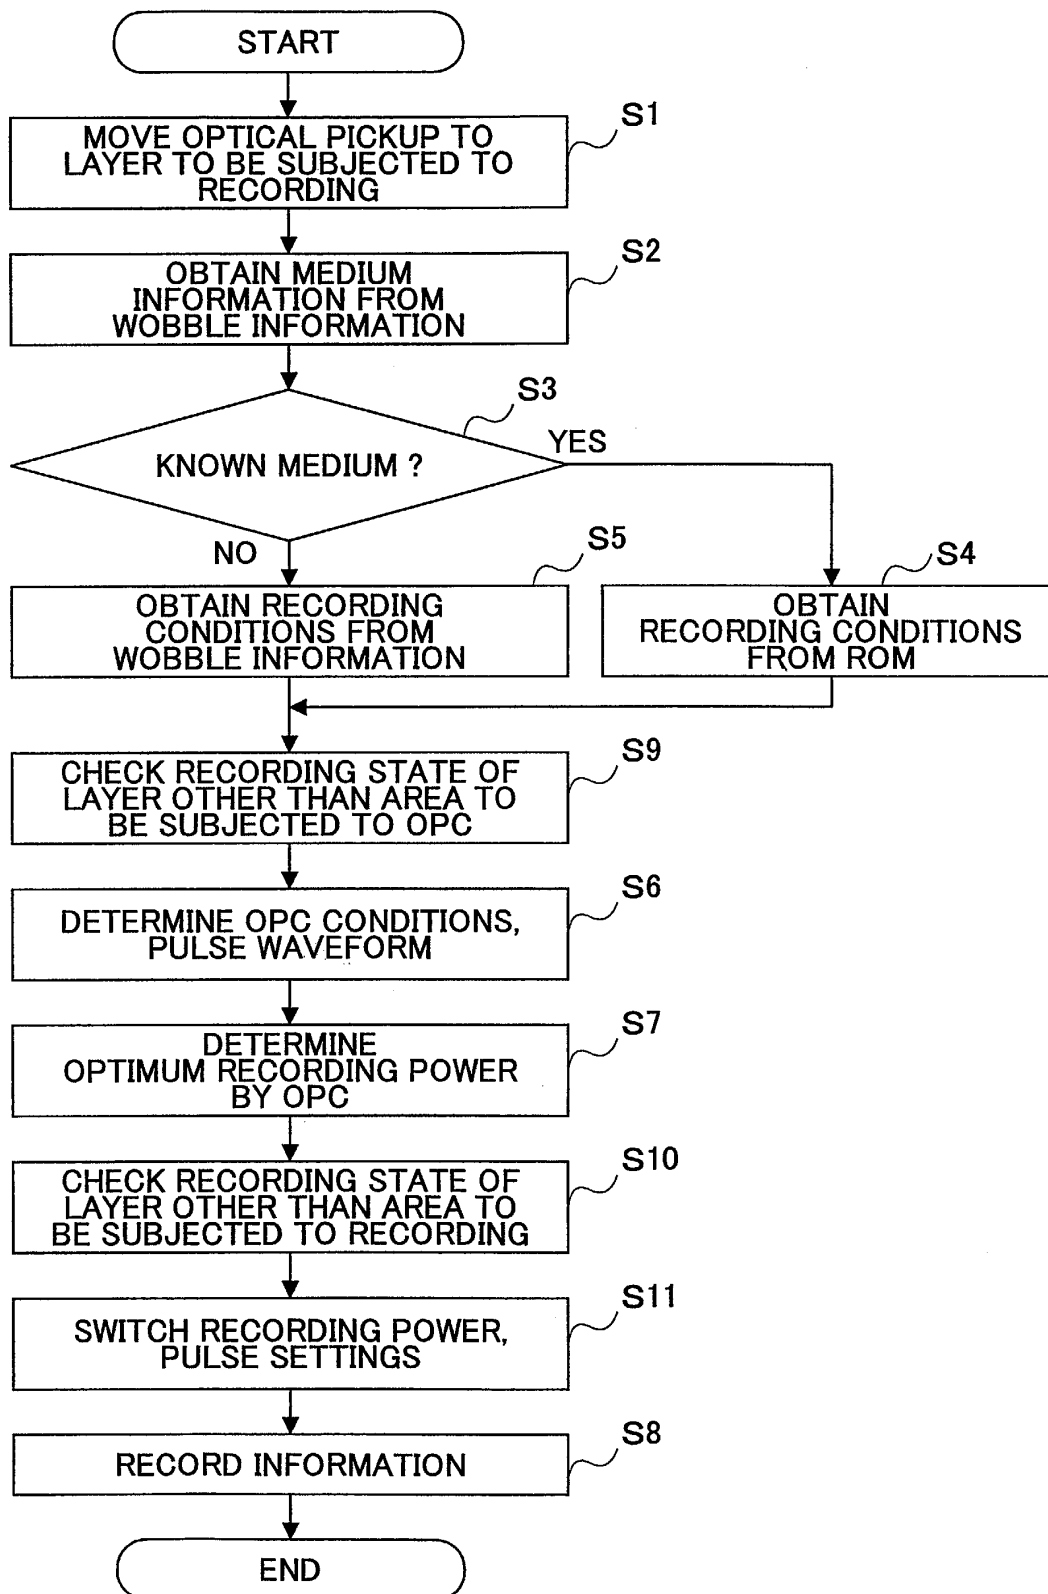 START
S1
MOVE OPTICAL PICKUP TO
LAYER TO BE SUBJECTED TO
RECORDING
S2
OBTAIN MEDIUM
INFORMATION FROM
WOBBLE INFORMATION
S3
KNOWN MEDIUM ?
YES
NO
S5
OBTAIN RECORDING
CONDITIONS FROM
WOBBLE INFORMATION
S4
OBTAIN
RECORDING CONDITIONS
FROM ROM
S9
CHECK RECORDING STATE OF
LAYER OTHER THAN AREA TO
BE SUBJECTED TO OPC
S6
DETERMINE OPC CONDITIONS,
PULSE WAVEFORM
S7
DETERMINE
OPTIMUM RECORDING POWER
BY OPC
S10
CHECK RECORDING STATE OF
LAYER OTHER THAN AREA TO
BE SUBJECTED TO RECORDING
S11
SWITCH RECORDING POWER,
PULSE SETTINGS
S8
RECORD INFORMATION
END